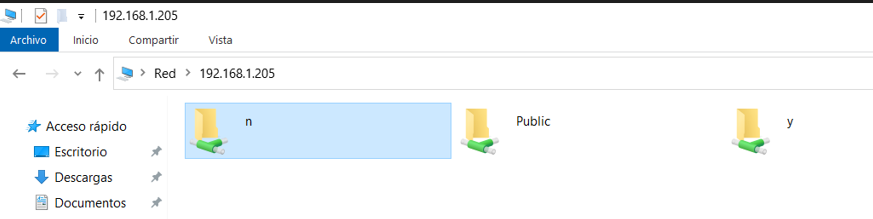 192.168.1.205
Archivo Inicio Compartir Vista
Red 192.168.1.205
Acceso rápido
Escritorio
Descargas
Documentos
n Public y